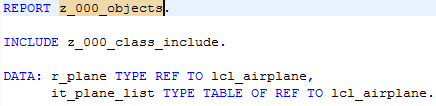 REPORT z_000_objects.
INCLUDE z_000_class_include.
DATA: r_plane TYPE REF TO lcl_airplane,
it_plane_list TYPE TABLE OF REF TO lcl_airplane.